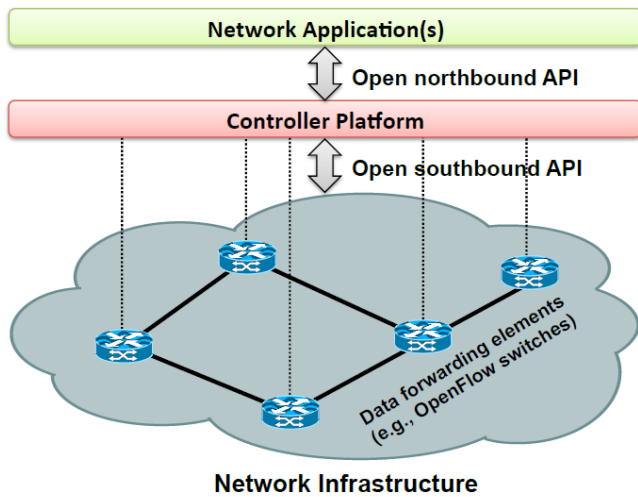 Network Application(s)
Open northbound API
Controller Platform
Open southbound API
Data forwarding elements
(e.g., OpenFlow switches)
Network Infrastructure